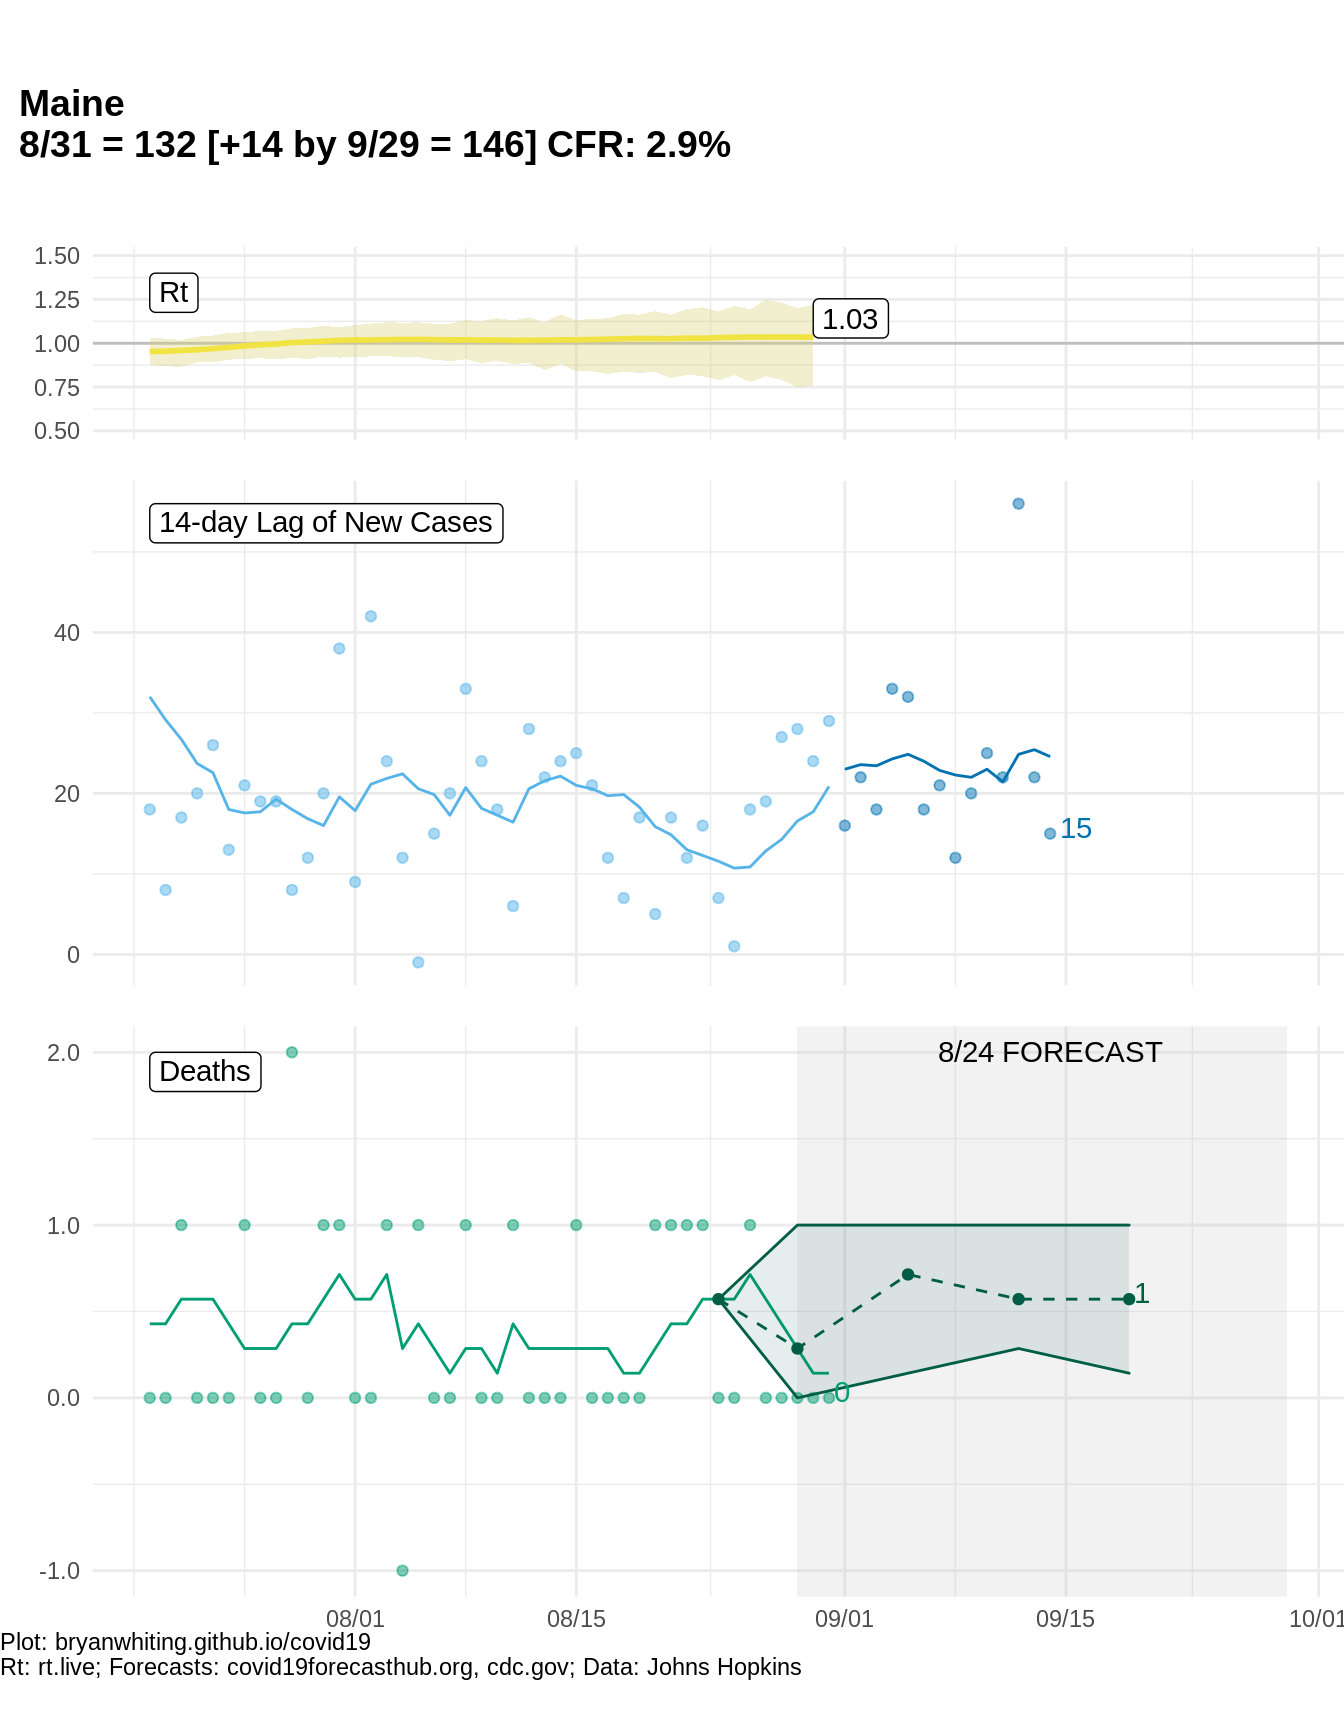 Maine
8/31 = 132 [+14 by 9/29 = 146] CFR: 2.9%
1.50
1.25
1.00
0.75
0.50
Rt
1.03
14-day Lag of New Cases
40
20
0
15
Deaths
8/24 FORECAST
2.0
1.0
0.0
-1.0
1
0
08/01
08/15
09/01
09/15
10/01
Plot: bryanwhiting.github.io/covid19
Rt: rt.live; Forecasts: covid19forecasthub.org, cdc.gov; Data: Johns Hopkins